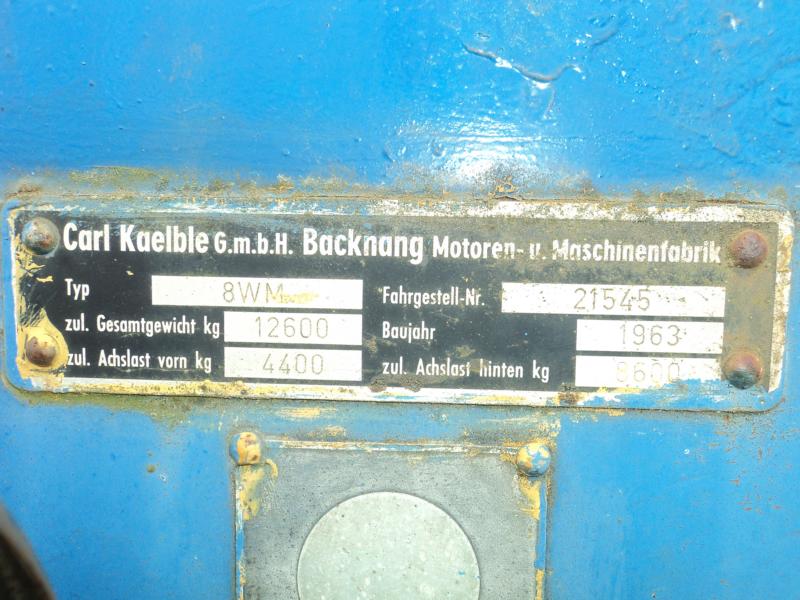 Carl Kaelble G.m.b.H. Backnang Motoren- u. Maschinenfabrik
Typ 8WM Fahrgestell-Nr. 21545
zul. Gesamtgewicht kg 12600 Baujahr 1963
zul. Achslast vorn kg 4400 zul. Achslast hinten kg 8600